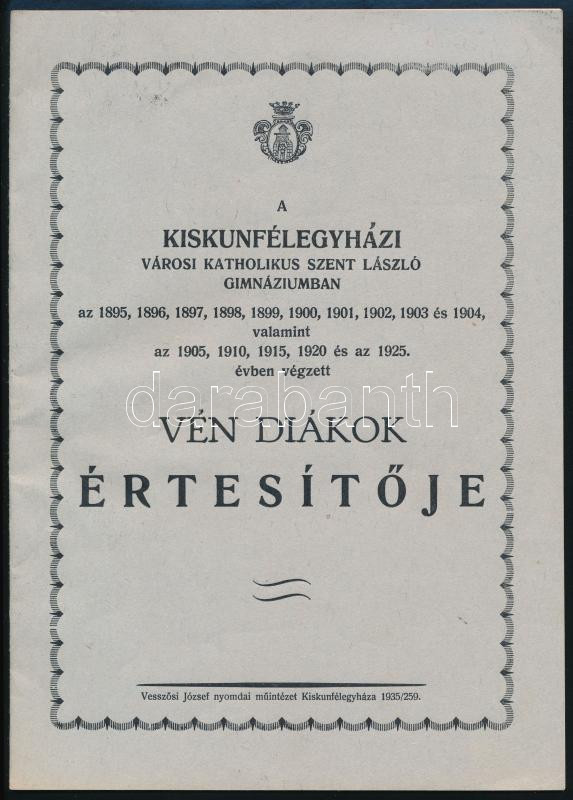 A
KISKUNFÉLEGYHÁZI
VÁROSI KATHOLIKUS SZENT LÁSZLÓ
GIMNÁZIUMBAN
az 1895, 1896, 1897, 1898, 1899, 1900, 1901, 1902, 1903 és 1904,
valamint
az 1905, 1910, 1915, 1920 és az 1925.
évben végzett
darabanth
VÉN DIÁKOK
ÉRTESÍTŐJE
Vesszősi József nyomdai műintézet Kiskunfélegyháza 1935/259.